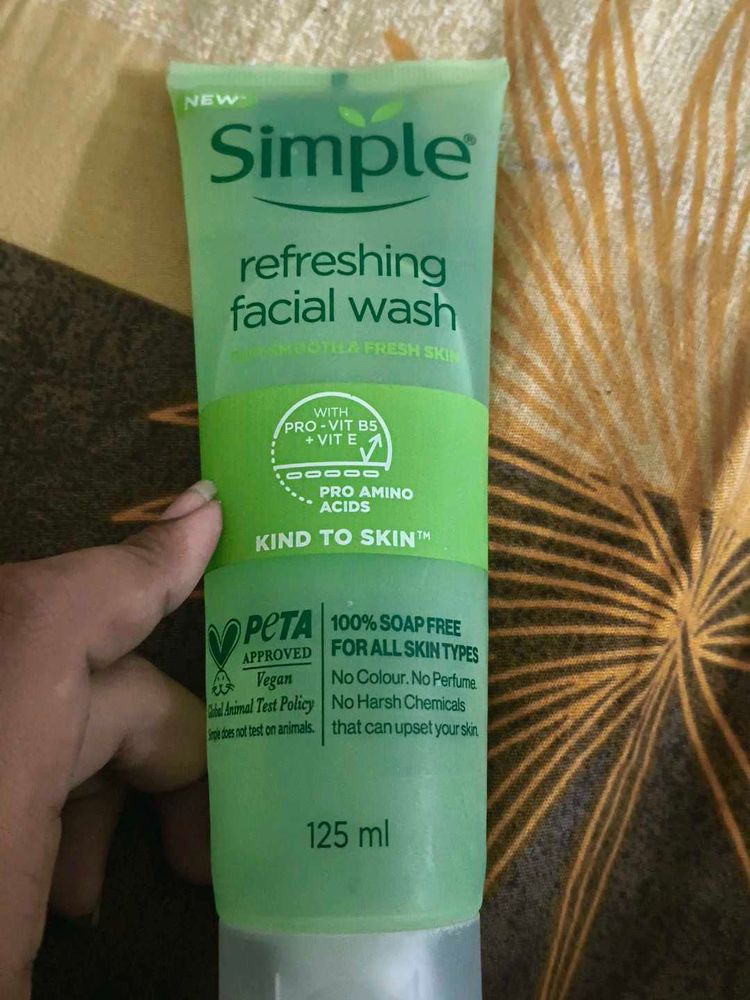 NEW
Simple®
refreshing
facial wash
SMOOTH & FRESH SKIN
WITH
PRO-VIT B5
+ VIT E
PRO AMINO
ACIDS
KIND TO SKIN™
PETA
APPROVED
Vegan
Global Animal Test Policy
Simple does not test on animals.
100% SOAP FREE
FOR ALL SKIN TYPES
No Colour. No Perfume.
No Harsh Chemicals
that can upset your skin.
125 ml